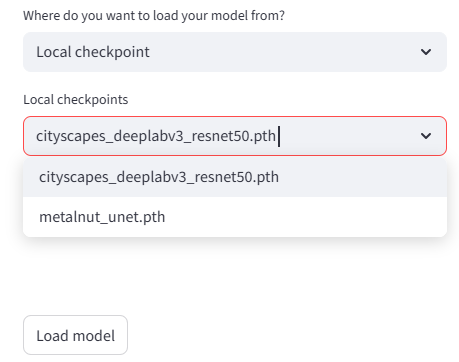 Where do you want to load your model from?
Local checkpoint
Local checkpoints
cityscapes_deeplabv3_resnet50.pth
cityscapes_deeplabv3_resnet50.pth
metalnut_unet.pth
Load model